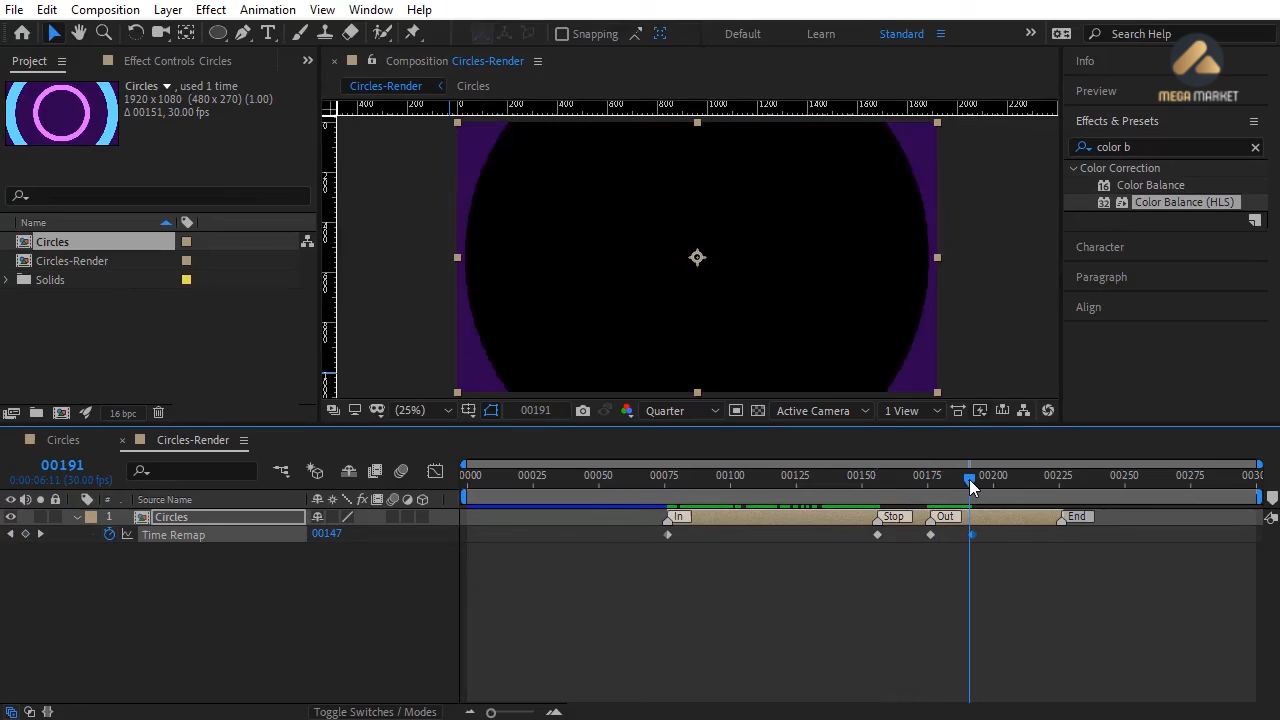 File Edit Composition Layer Effect Animation View Window Help
Snapping Default Learn Standard Search Help
MEGA MARKET
Project Effect Controls Circles Composition Circles-Render Info
Circles-Render Circles Preview
Circles , used 1 time
1920 x 1080 (480 x 270) (1.00)
Δ 00151, 30.00 fps
400 200 0 200 400 600 800 1000 1200 1400 1600 1800 2000 2200
Effects & Presets
color b
Color Correction
16 Color Balance
32 Color Balance (HLS)
Character
Paragraph
Align
Name
Circles
Circles-Render
Solids
16 bpc
(25%) 00191 Quarter Active Camera 1 View
Circles Circles-Render
00191
0:00:06:11 (30.00 fps)
0000 00025 00050 00075 00100 00125 00150 00175 00200 00225 00250 00275 0030
# Source Name fx
1 Circles In Stop Out End
Time Remap 00147
Toggle Switches / Modes